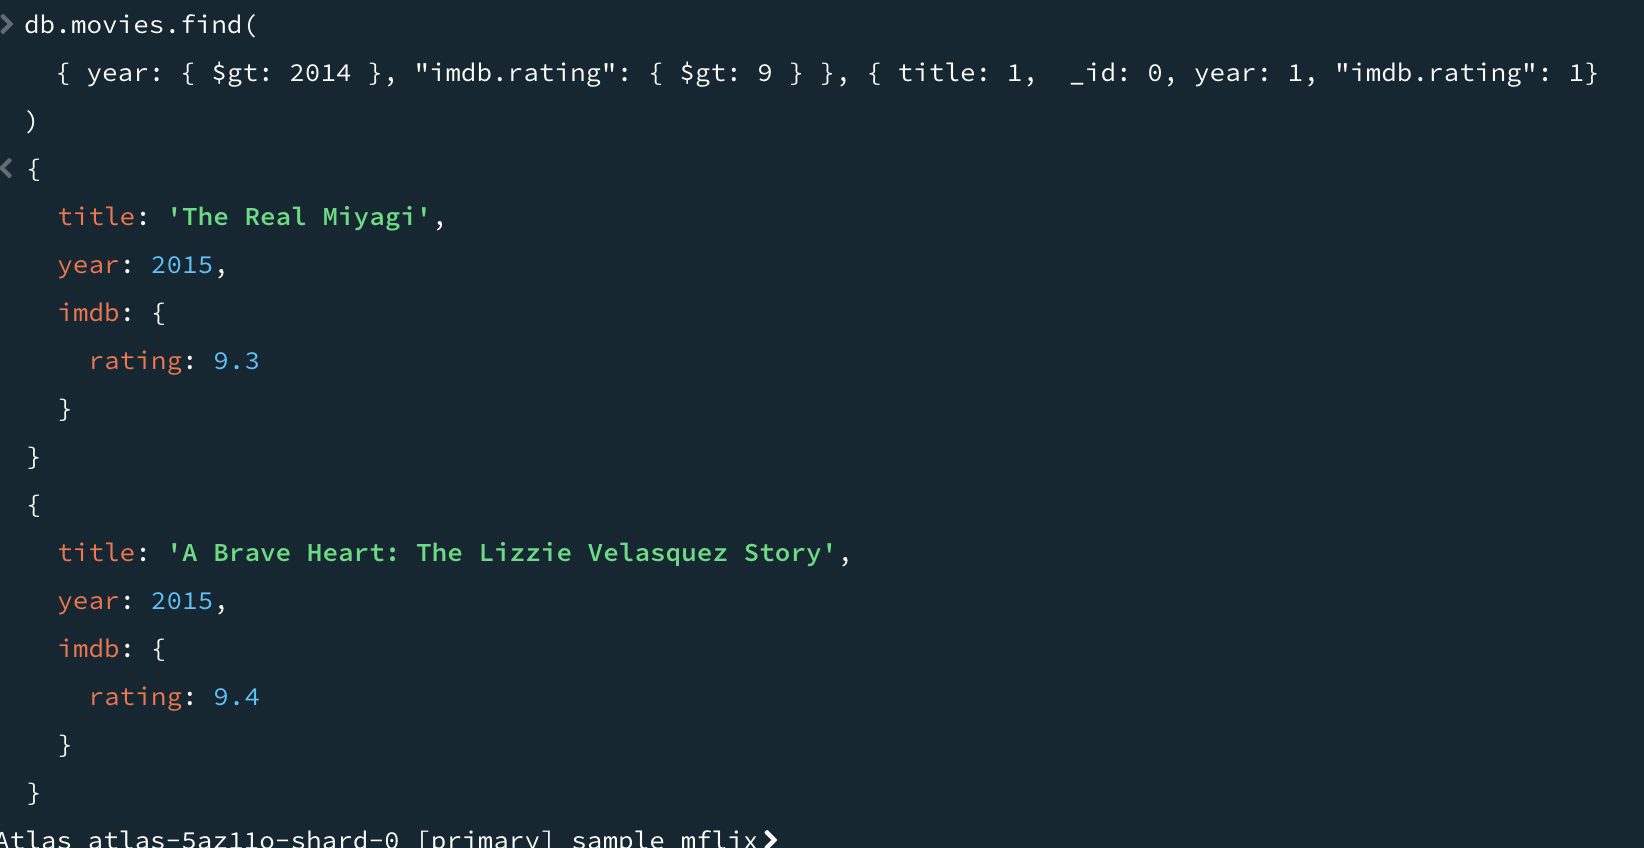 db.movies.find(
{ year: { $gt: 2014 }, "imdb.rating": { $gt: 9 } }, { title: 1,  _id: 0, year: 1, "imdb.rating": 1}
)
{
title: 'The Real Miyagi',
year: 2015,
imdb: {
rating: 9.3
}
}
{
title: 'A Brave Heart: The Lizzie Velasquez Story',
year: 2015,
imdb: {
rating: 9.4
}
}
Atlas atlas-5az11o-shard-0 [primary] sample_mflix>